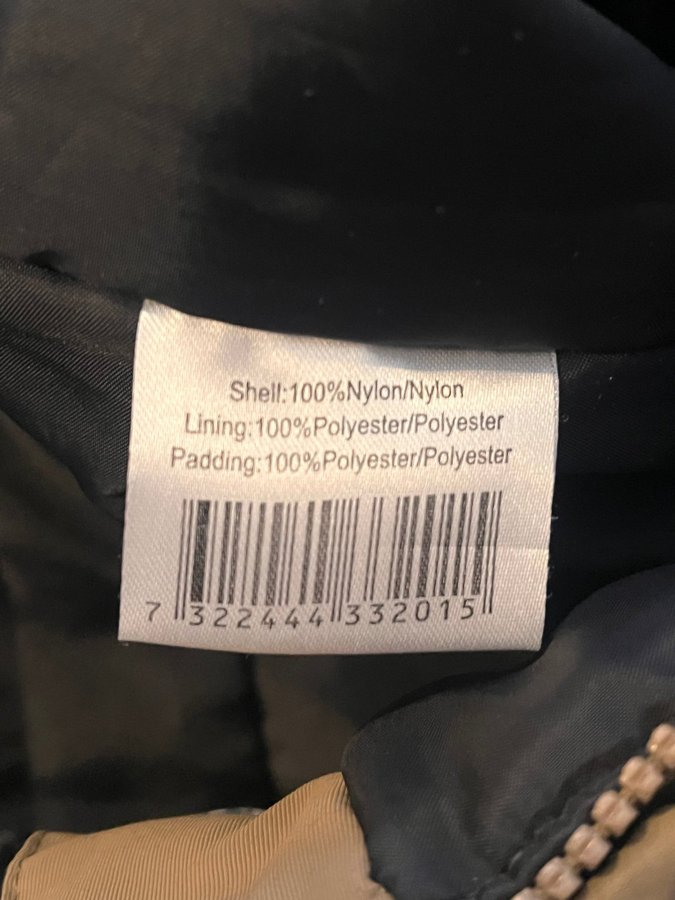 Shell:100%Nylon/Nylon
Lining:100%Polyester/Polyester
Padding:100%Polyester/Polyester
7 322444 332015